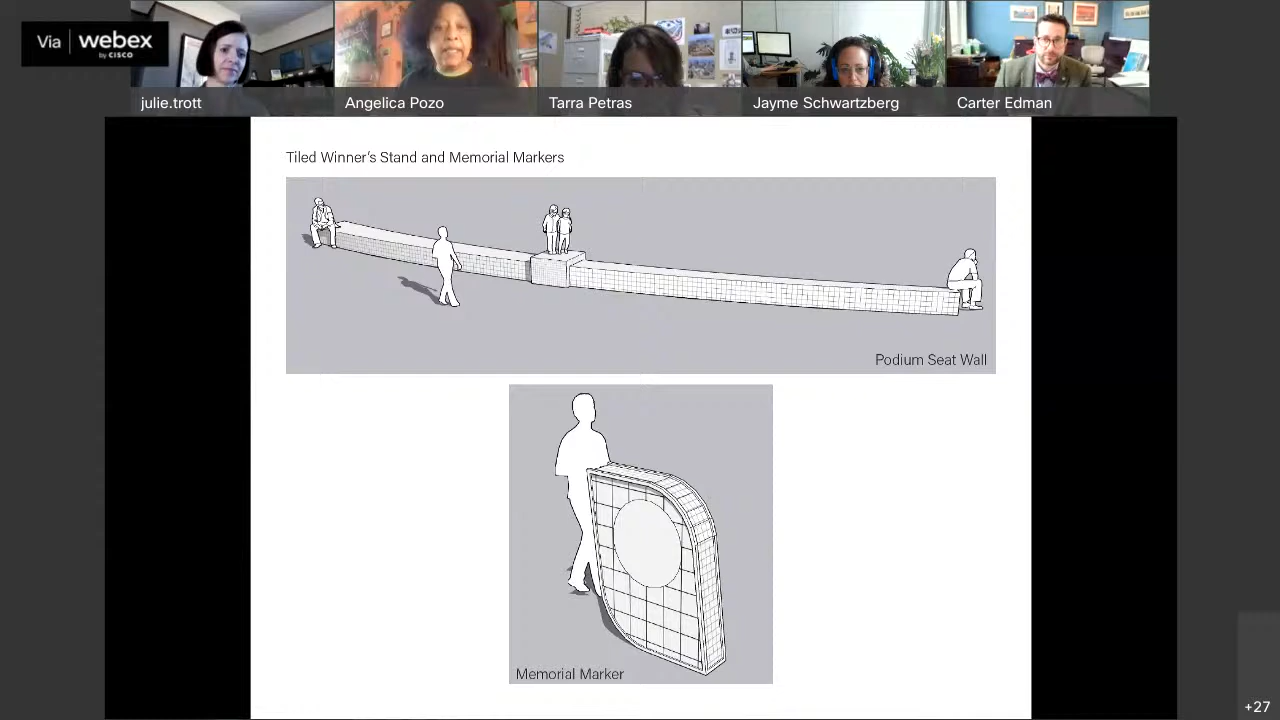 Via | webex
by CISCO
julie.trott
Angelica Pozo
Tarra Petras
Jayme Schwartzberg
Carter Edman
Tiled Winner's Stand and Memorial Markers
Podium Seat Wall
Memorial Marker
+27